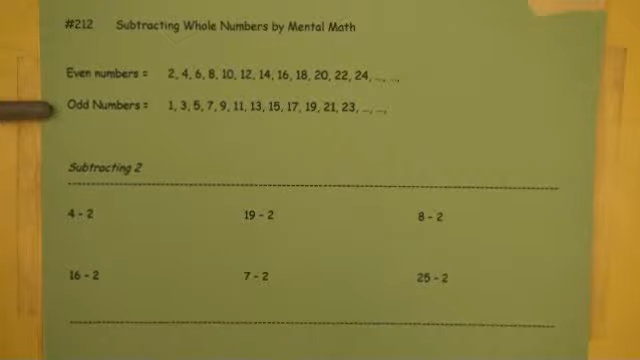 #212 Subtracting Whole Numbers by Mental Math
Even numbers = 2, 4, 6, 8, 10, 12, 14, 16, 18, 20, 22, 24, ..., ...,
Odd Numbers = 1, 3, 5, 7, 9, 11, 13, 15, 17, 19, 21, 23, ..., ...,
Subtracting 2
4 - 2 19 - 2 8 - 2
16 - 2 7 - 2 25 - 2